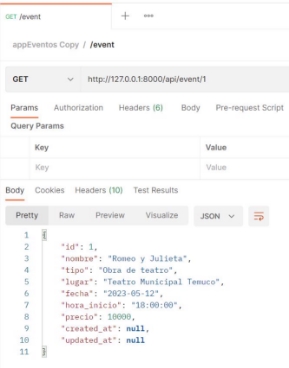 GET /event
+ ...
appEventos Copy / /event
GET http://127.0.0.1:8000/api/event/1
Params Authorization Headers (6) Body Pre-request Script
Query Params
Key Value
Key Value
Body Cookies Headers (10) Test Results
Pretty Raw Preview Visualize JSON
1 {
2 "id": 1,
3 "nombre": "Romeo y Julieta",
4 "tipo": "Obra de teatro",
5 "lugar": "Teatro Municipal Temuco",
6 "fecha": "2023-05-12",
7 "hora_inicio": "18:00:00",
8 "precio": 10000,
9 "created_at": null,
10 "updated_at": null
11 }